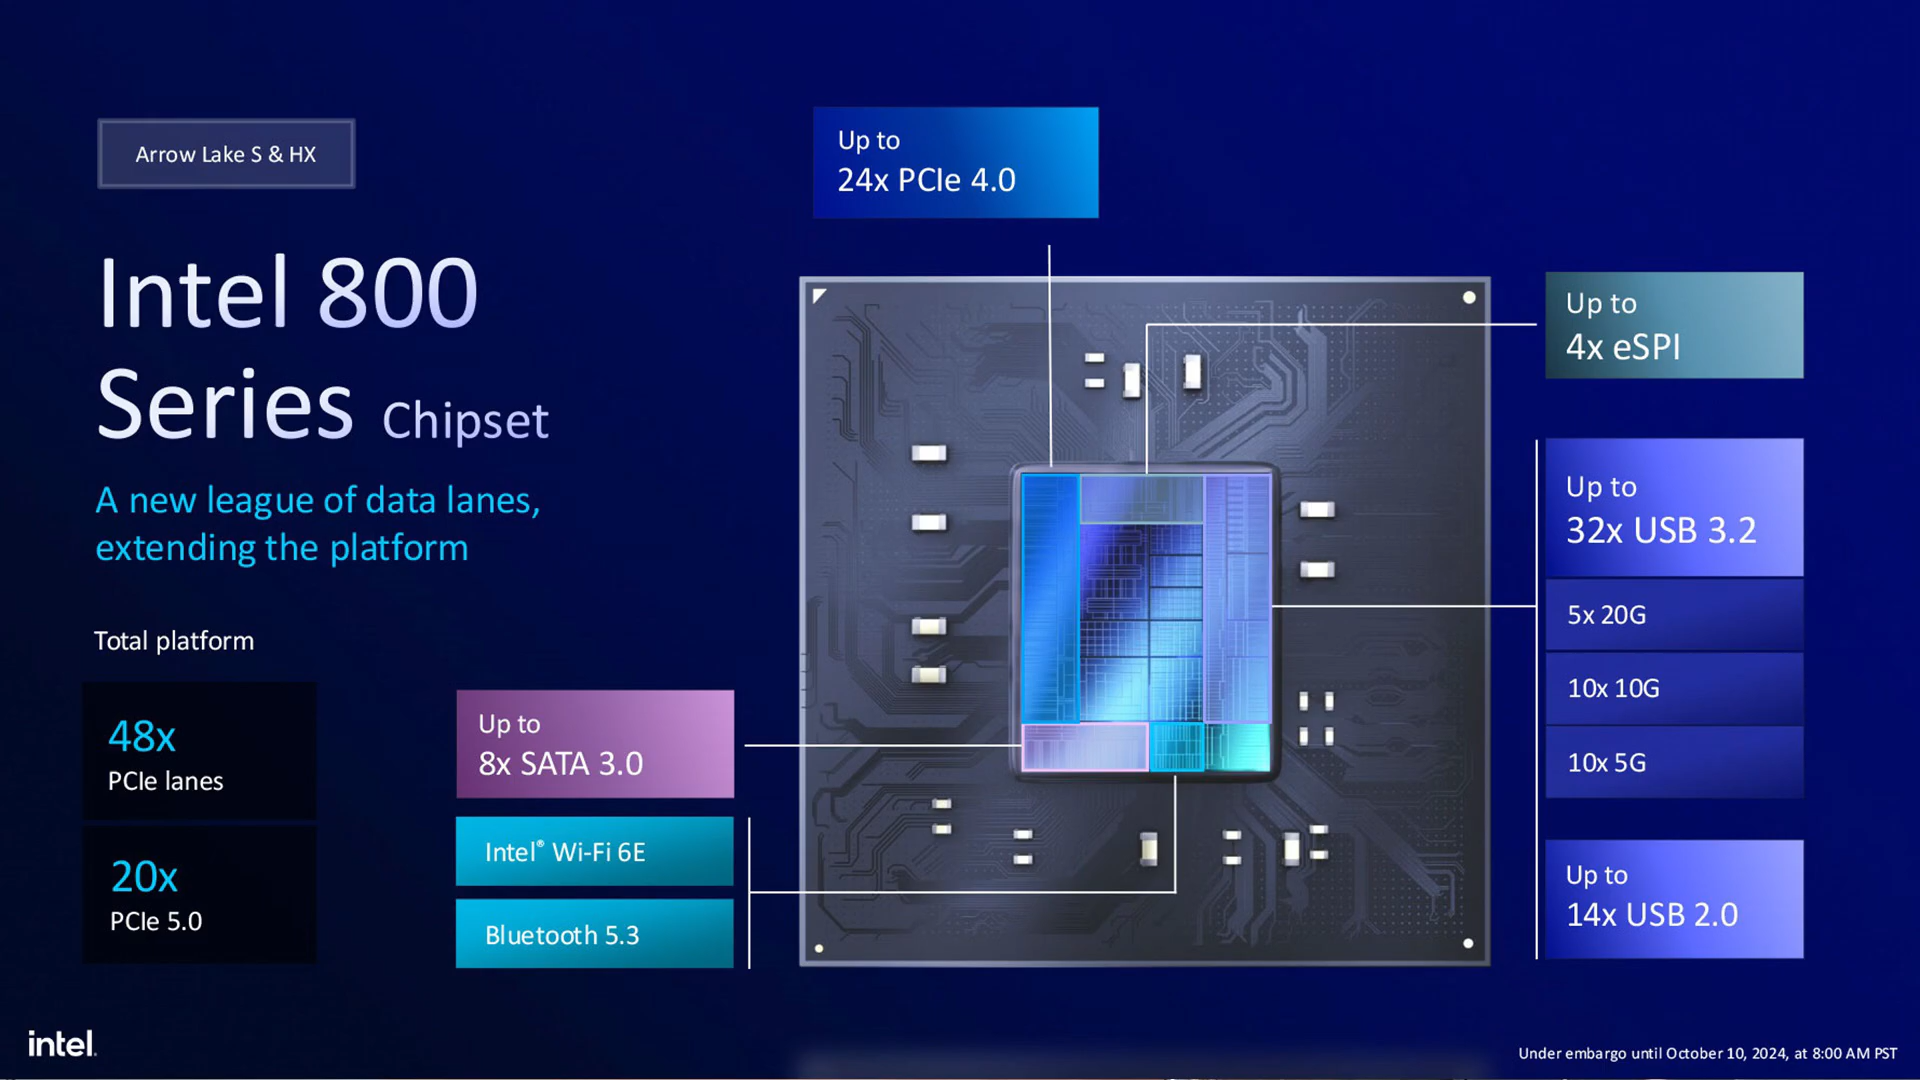 Arrow Lake S & HX
Intel 800
Series Chipset
A new league of data lanes,
extending the platform
Total platform
48x
PCIe lanes
20x
PCIe 5.0
Up to
24x PCIe 4.0
Up to
8x SATA 3.0
Intel® Wi-Fi 6E
Bluetooth 5.3
Up to
4x eSPI
Up to
32x USB 3.2
5x 20G
10x 10G
10x 5G
Up to
14x USB 2.0
intel.
Under embargo until October 10, 2024, at 8:00 AM PST